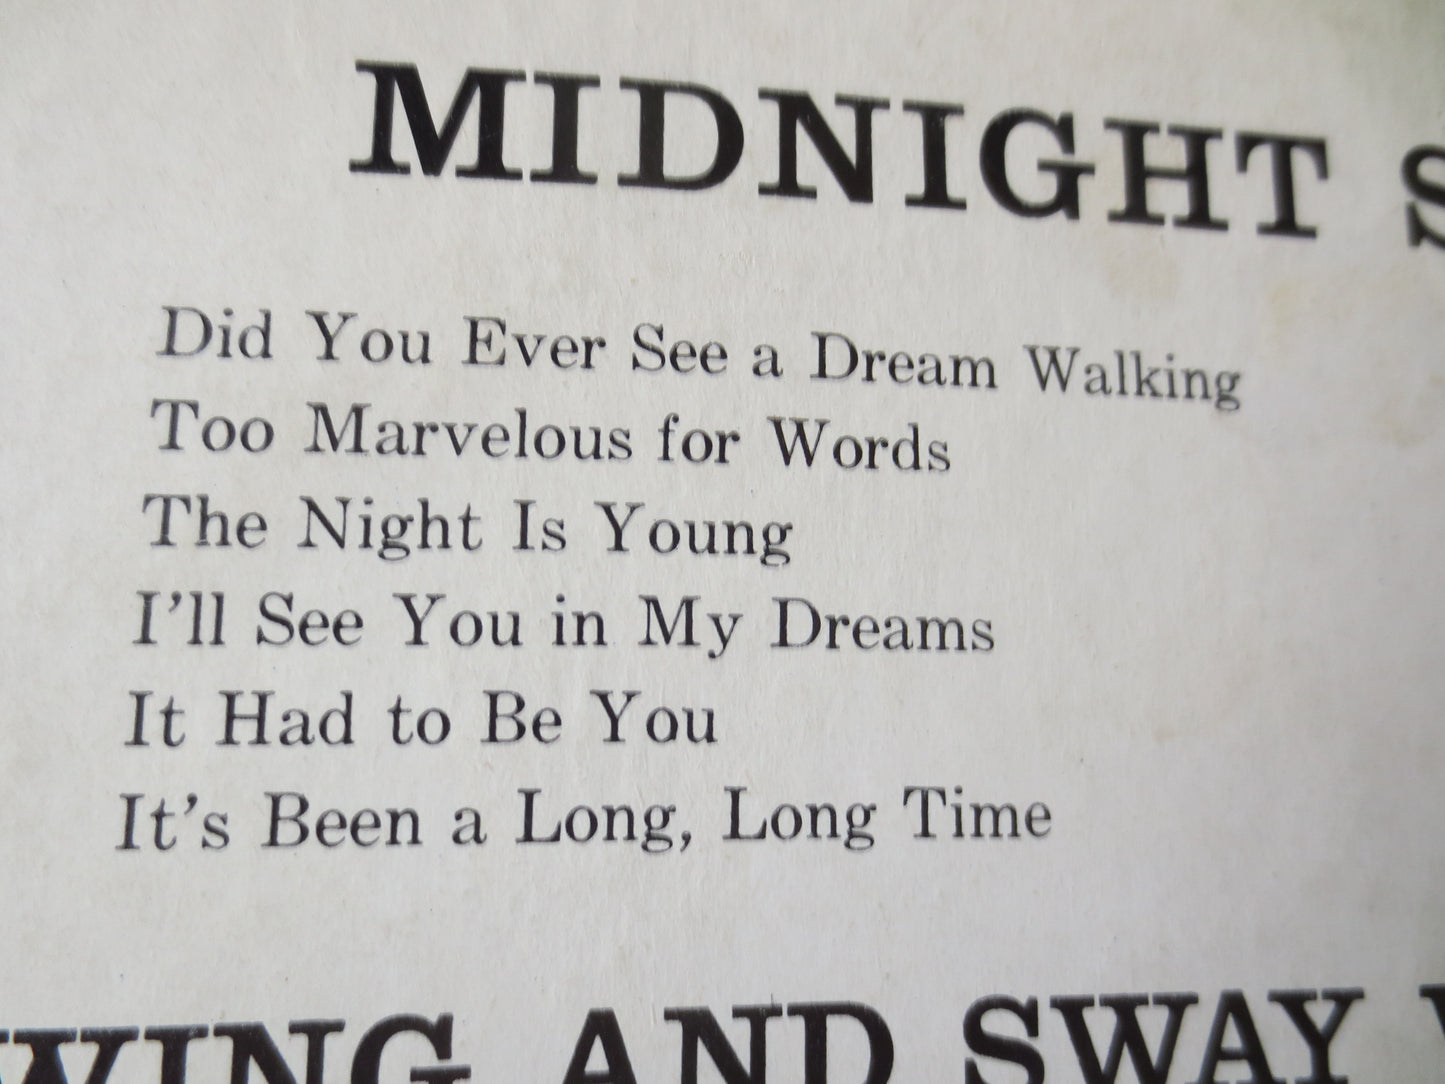 MIDNIGHT
Did You Ever See a Dream Walking
Too Marvelous for Words
The Night Is Young
I'll See You in My Dreams
It Had to Be You
It's Been a Long, Long Time
AND SWAY